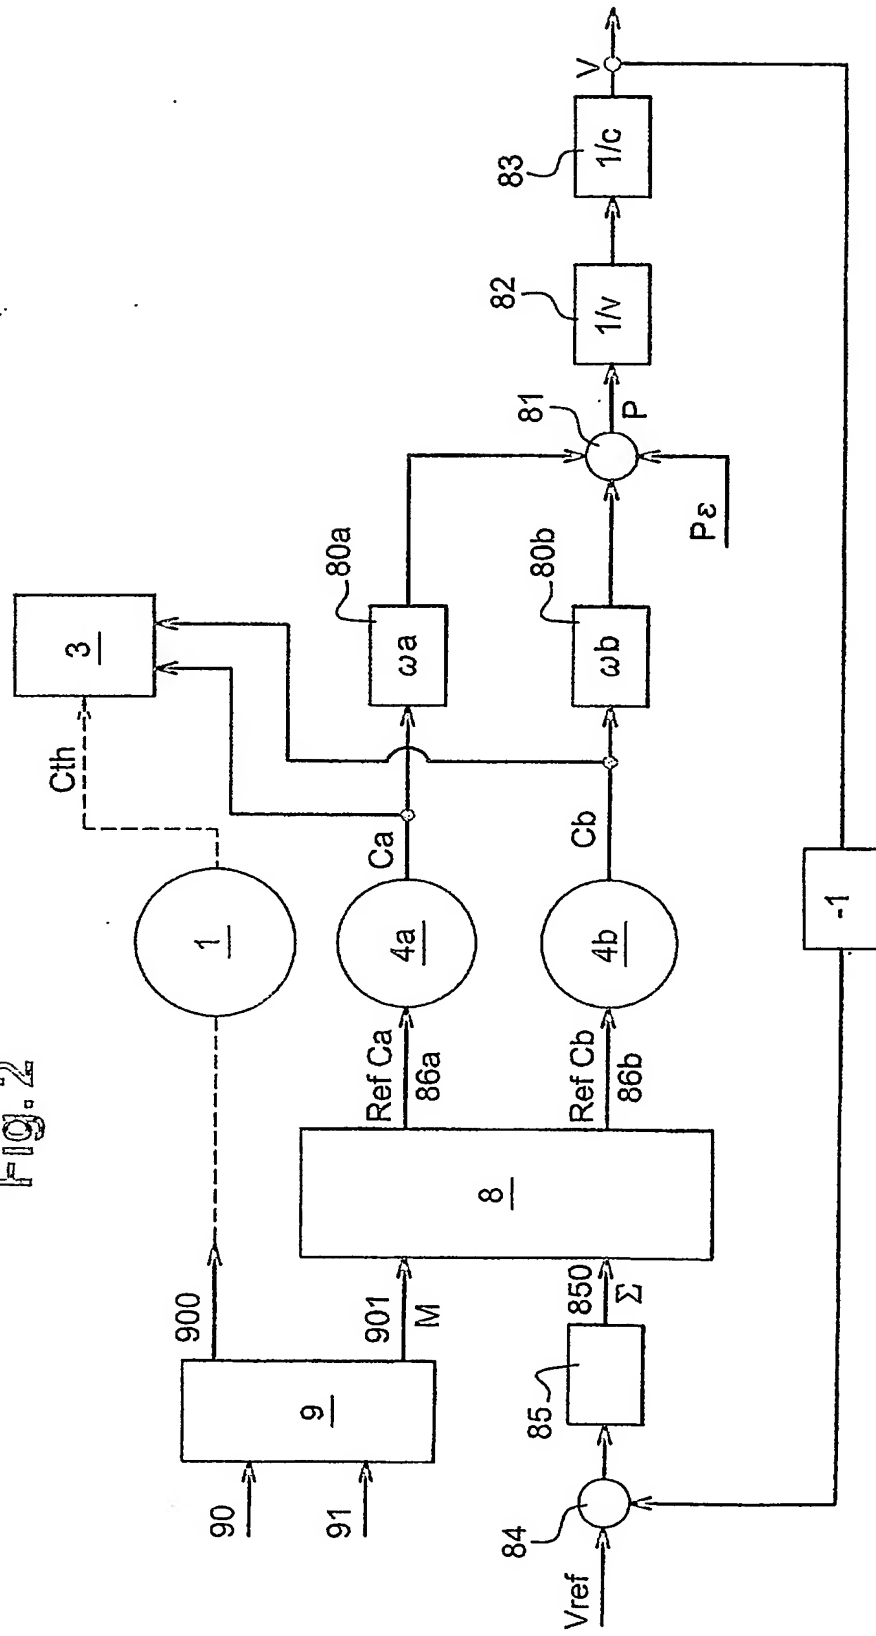 Fig. 2
90
91
9
900
901
M
1
Cth
3
Vref
84
85
850
Σ
8
Ref Ca
86a
Ref Cb
86b
4a
4b
Ca
Cb
ωa
80a
ωb
80b
Pε
81
P
82
1/v
83
1/c
V
-1